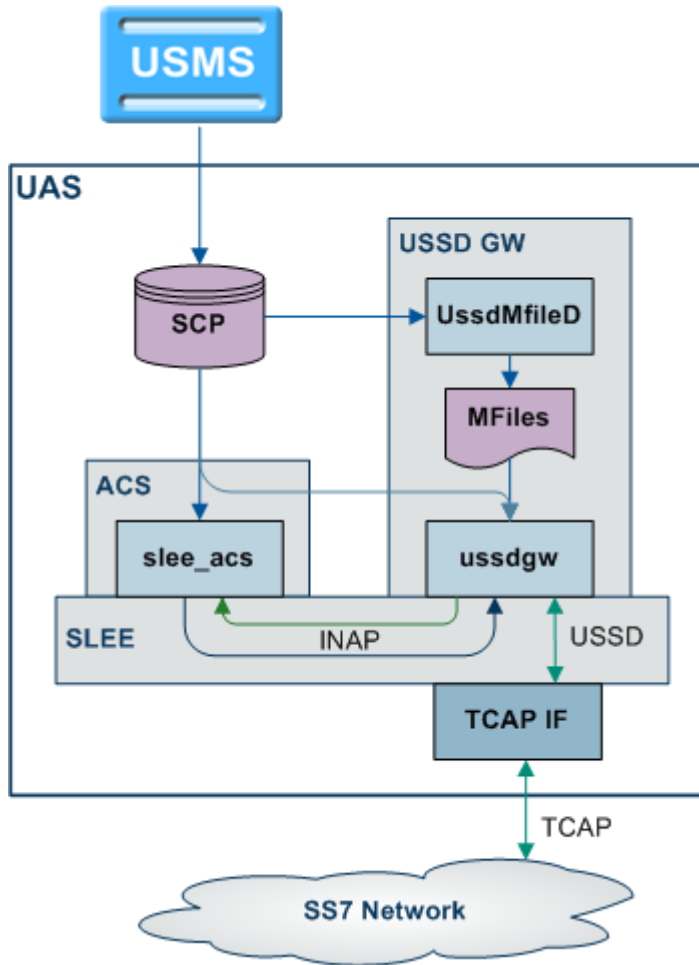 USMS
UAS
USSD GW
SCP
UssdMfileD
MFiles
ACS
slee_acs
ussdgw
SLEE
INAP
USSD
TCAP IF
TCAP
SS7 Network